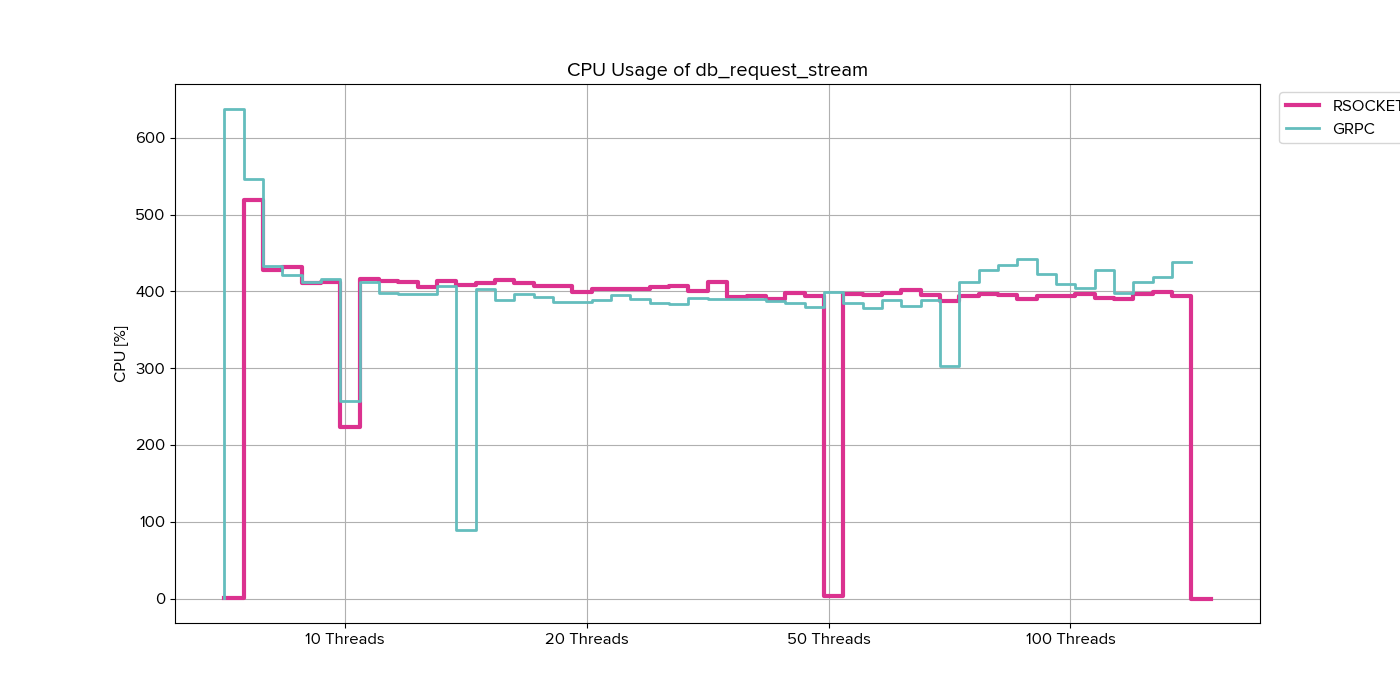 CPU Usage of db_request_stream
RSOCKET
GRPC
600
500
400
300
200
100
0
CPU [%]
10 Threads
20 Threads
50 Threads
100 Threads